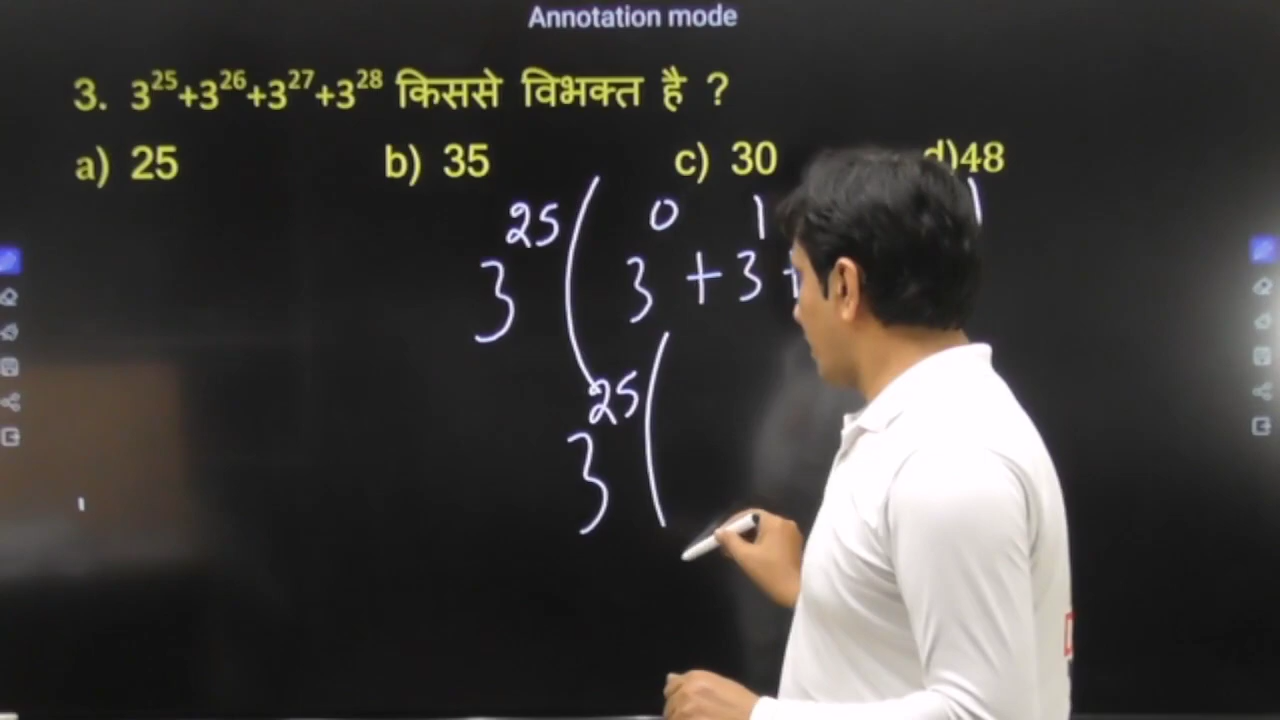 Annotation mode
3. 3²⁵+3²⁶+3²⁷+3²⁸ किससे विभक्त है ?
a) 25 b) 35 c) 30 d)48
3²⁵ ( 3⁰ + 3¹ +
3²⁵ (